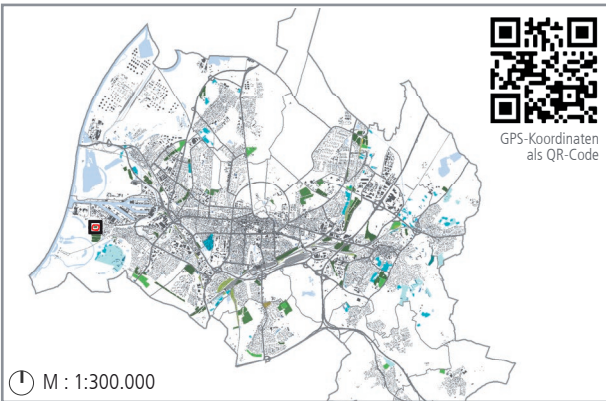 GPS-Koordinaten
als QR-Code
M : 1:300.000